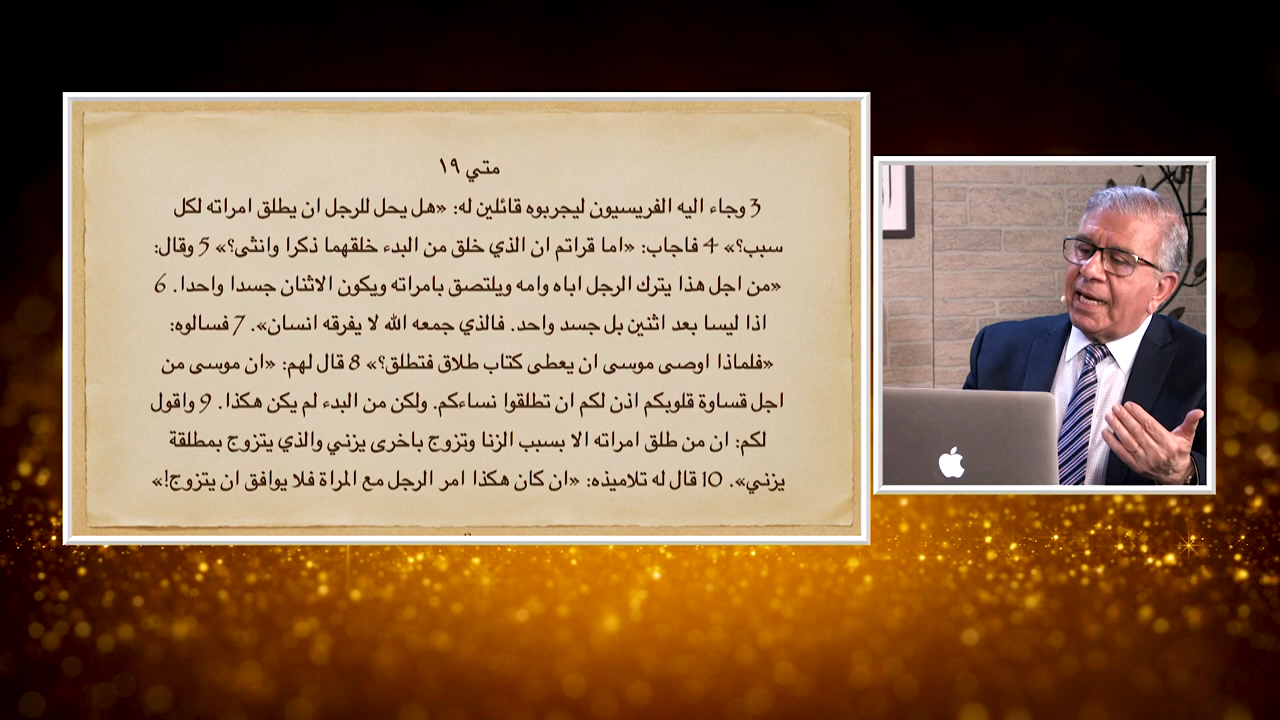 متي ١٩
3 وجاء اليه الفريسيون ليجربوه قائلين له: «هل يحل للرجل ان يطلق امراته لكل
سبب؟» 4 فاجاب: «اما قراتم ان الذي خلق من البدء خلقهما ذكرا وانثى؟» 5 وقال:
«من اجل هذا يترك الرجل اباه وامه ويلتصق بامراته ويكون الاثنان جسدا واحدا. 6
اذا ليسا بعد اثنين بل جسد واحد. فالذي جمعه الله لا يفرقه انسان». 7 فسالوه:
«فلماذا اوصى موسى ان يعطى كتاب طلاق فتطلق؟» 8 قال لهم: «ان موسى من
اجل قساوة قلوبكم اذن لكم ان تطلقوا نساءكم. ولكن من البدء لم يكن هكذا. 9 واقول
لكم: ان من طلق امراته الا بسبب الزنا وتزوج باخرى يزني والذي يتزوج بمطلقة
يزني». 10 قال له تلاميذه: «ان كان هكذا امر الرجل مع المراة فلا يوافق ان يتزوج!»